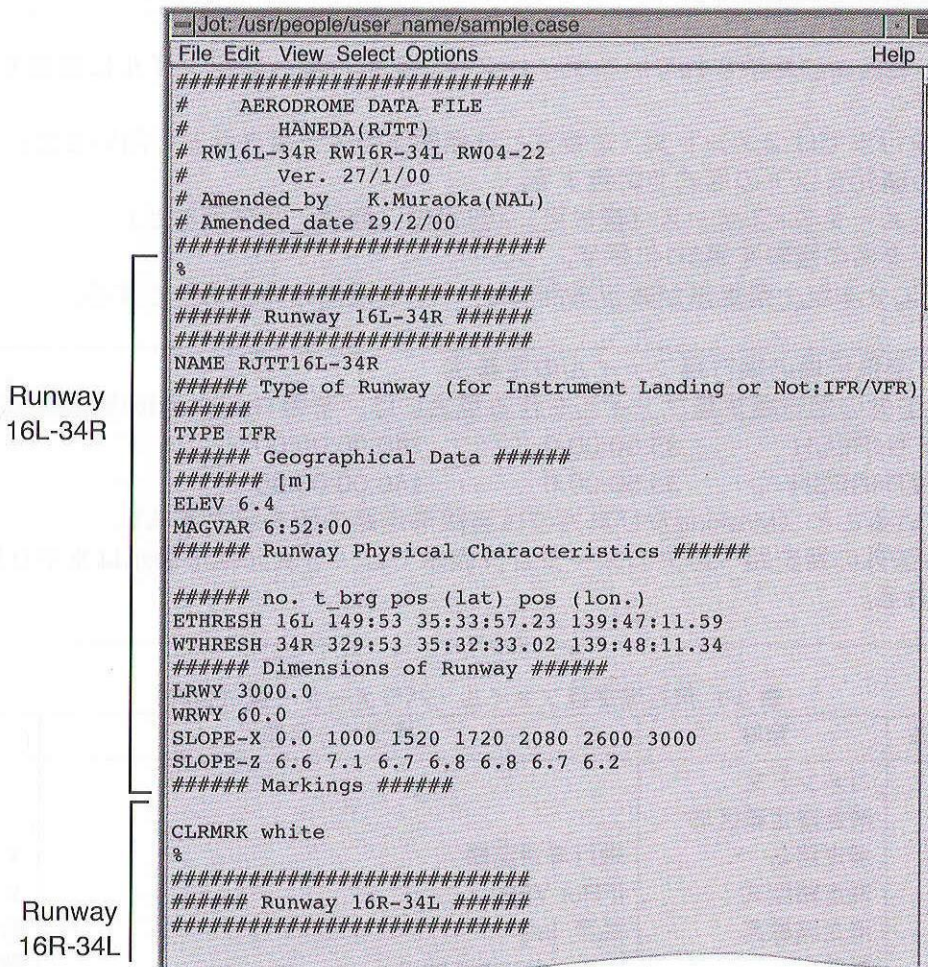 Jot: /usr/people/user_name/sample.case
File Edit View Select Options Help
############################
# AERODROME DATA FILE
# HANEDA(RJTT)
# RW16L-34R RW16R-34L RW04-22
# Ver. 27/1/00
# Amended_by K.Muraoka(NAL)
# Amended_date 29/2/00
#############################
%
############################
###### Runway 16L-34R ######
############################
NAME RJTT16L-34R
###### Type of Runway (for Instrument Landing or Not:IFR/VFR)
######
TYPE IFR
###### Geographical Data ######
####### [m]
ELEV 6.4
MAGVAR 6:52:00
###### Runway Physical Characteristics ######
###### no. t_brg pos (lat) pos (lon.)
ETHRESH 16L 149:53 35:33:57.23 139:47:11.59
WTHRESH 34R 329:53 35:32:33.02 139:48:11.34
###### Dimensions of Runway ######
LRWY 3000.0
WRWY 60.0
SLOPE-X 0.0 1000 1520 1720 2080 2600 3000
SLOPE-Z 6.6 7.1 6.7 6.8 6.8 6.7 6.2
###### Markings ######
CLRMRK white
%
############################
###### Runway 16R-34L ######
############################
Runway
16L-34R
Runway
16R-34L